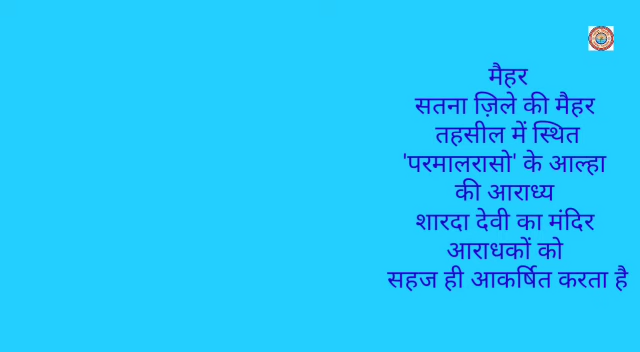 मैहर
सतना ज़िले की मैहर
तहसील में स्थित
'परमालरासो' के आल्हा
की आराध्य
शारदा देवी का मंदिर
आराधकों को
सहज ही आकर्षित करता है